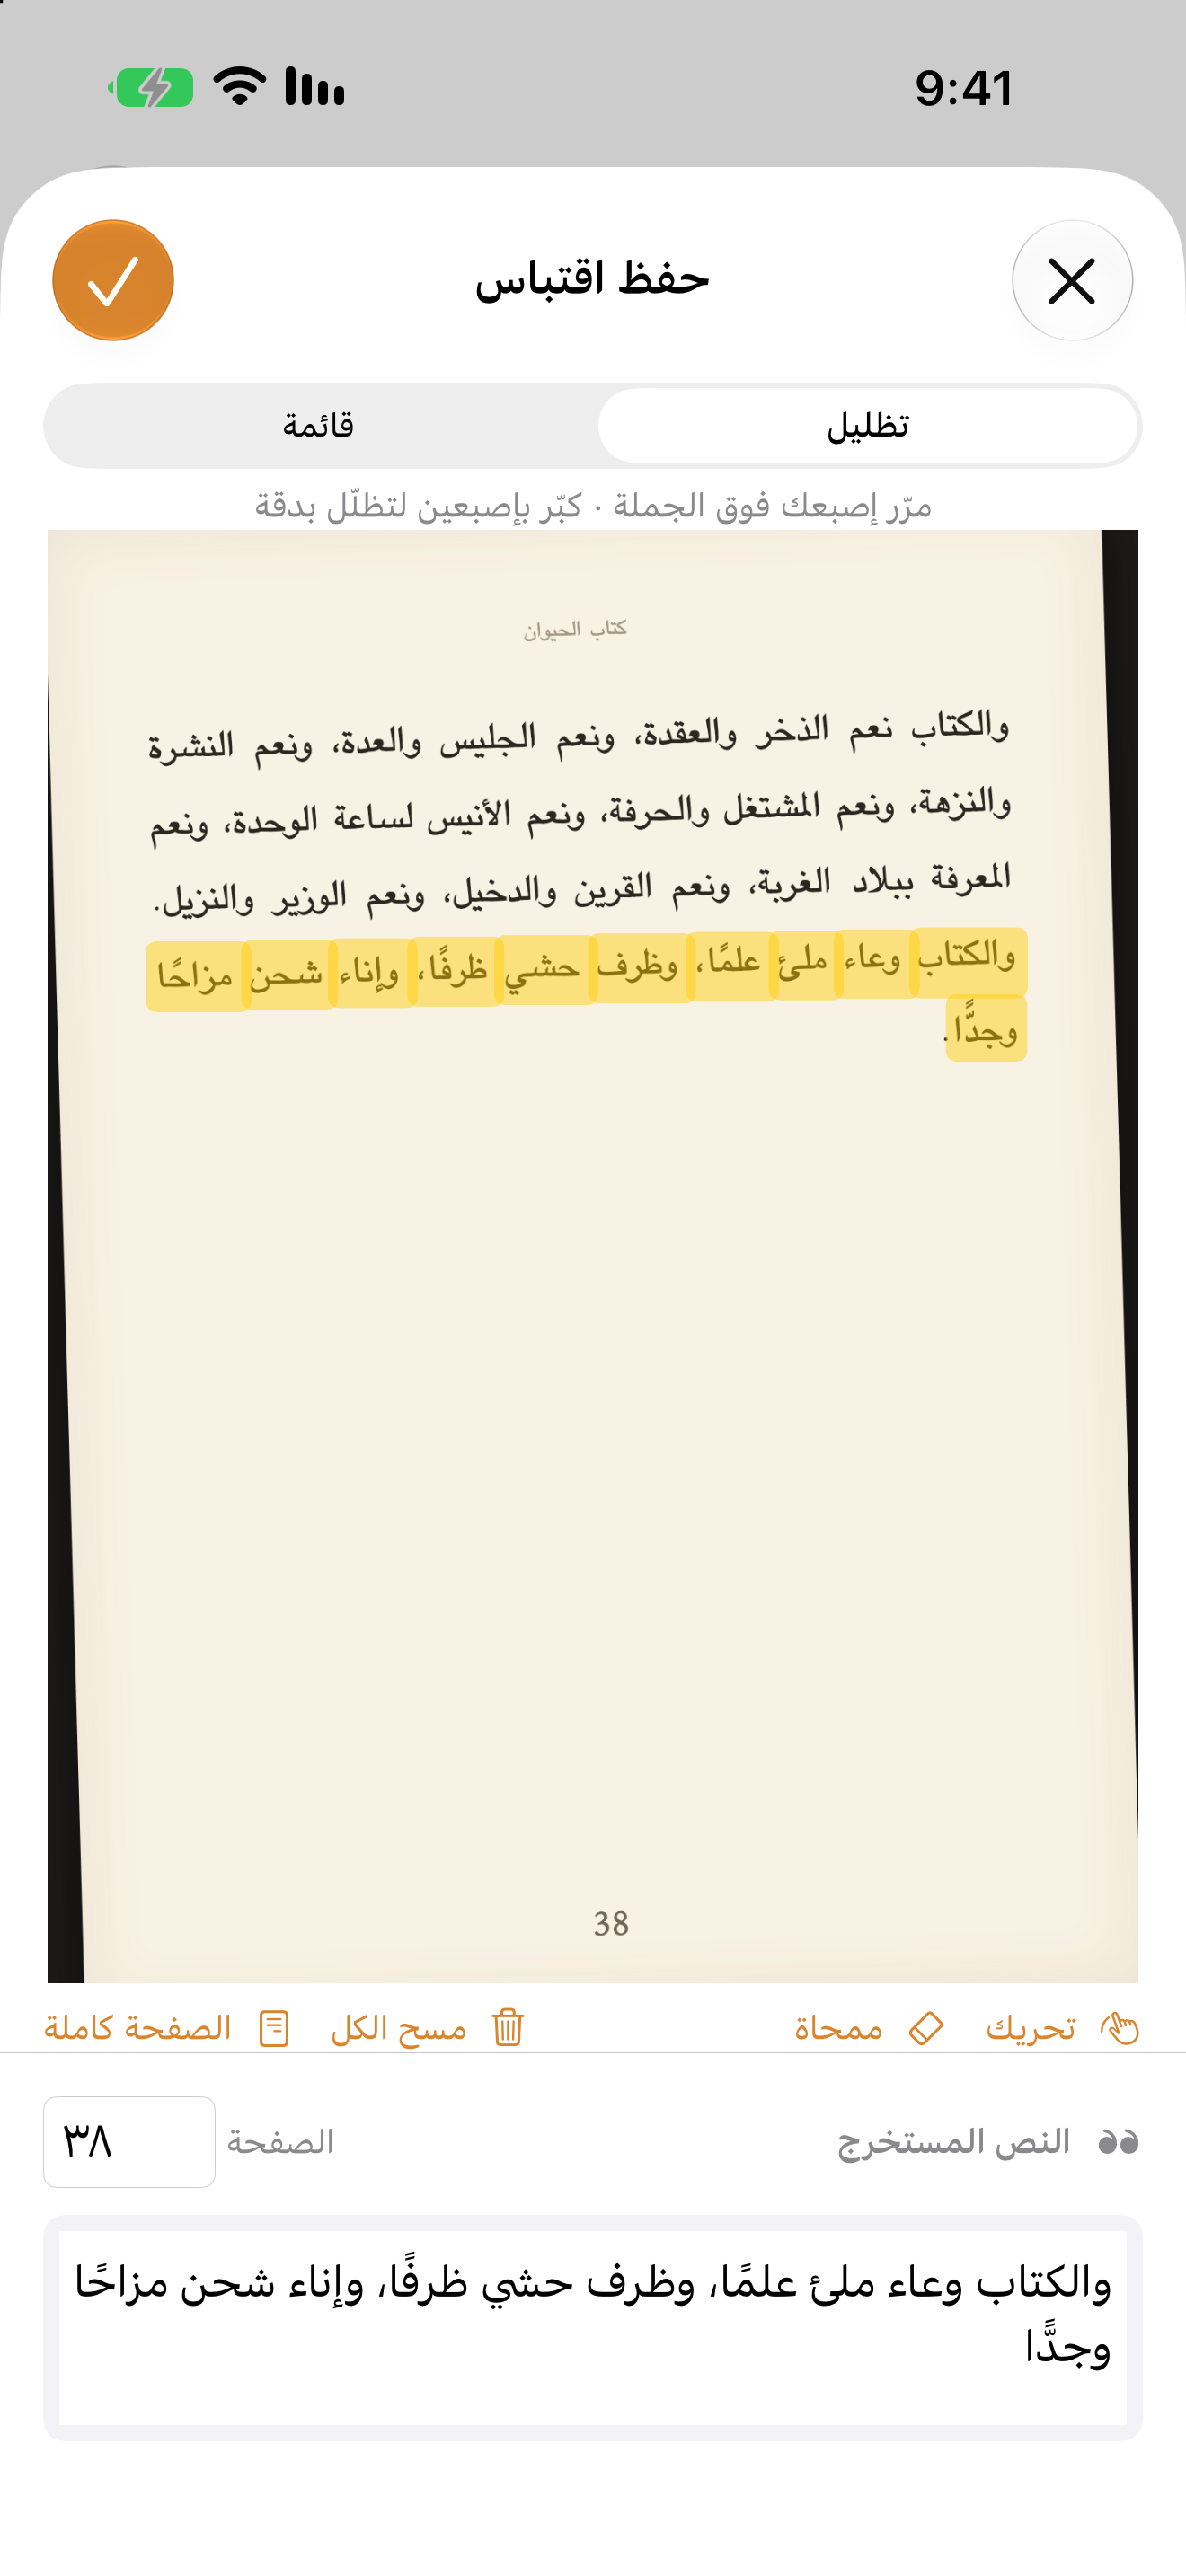 9:41
حفظ اقتباس
تظليل
قائمة
مرّر إصبعك فوق الجملة · كبّر بإصبعين لتظلّل بدقة
كتاب الحيوان
والكتاب نعم الذخر والعقدة، ونعم الجليس والعدة، ونعم النشرة
والنزهة، ونعم المشتغل والحرفة، ونعم الأنيس لساعة الوحدة، ونعم
المعرفة ببلاد الغربة، ونعم القرين والدخيل، ونعم الوزير والنزيل.
والكتاب وعاء ملئ علمًا، وظرف حشي ظرفًا، وإناء شحن مزاحًا
وجدًّا.
38
تحريك
ممحاة
مسح الكل
الصفحة كاملة
النص المستخرج
الصفحة
٣٨
والكتاب وعاء ملئ علمًا، وظرف حشي ظرفًا، وإناء شحن مزاحًا
وجدًّا